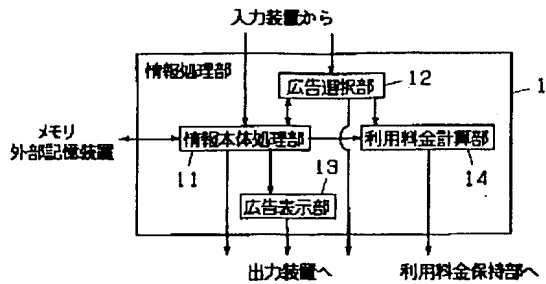 入力装置から
情報処理部
広告選択部
12
1
メモリ
外部記憶装置
情報本体処理部
利用料金計算部
11
13
14
広告表示部
出力装置へ
利用料金保持部へ